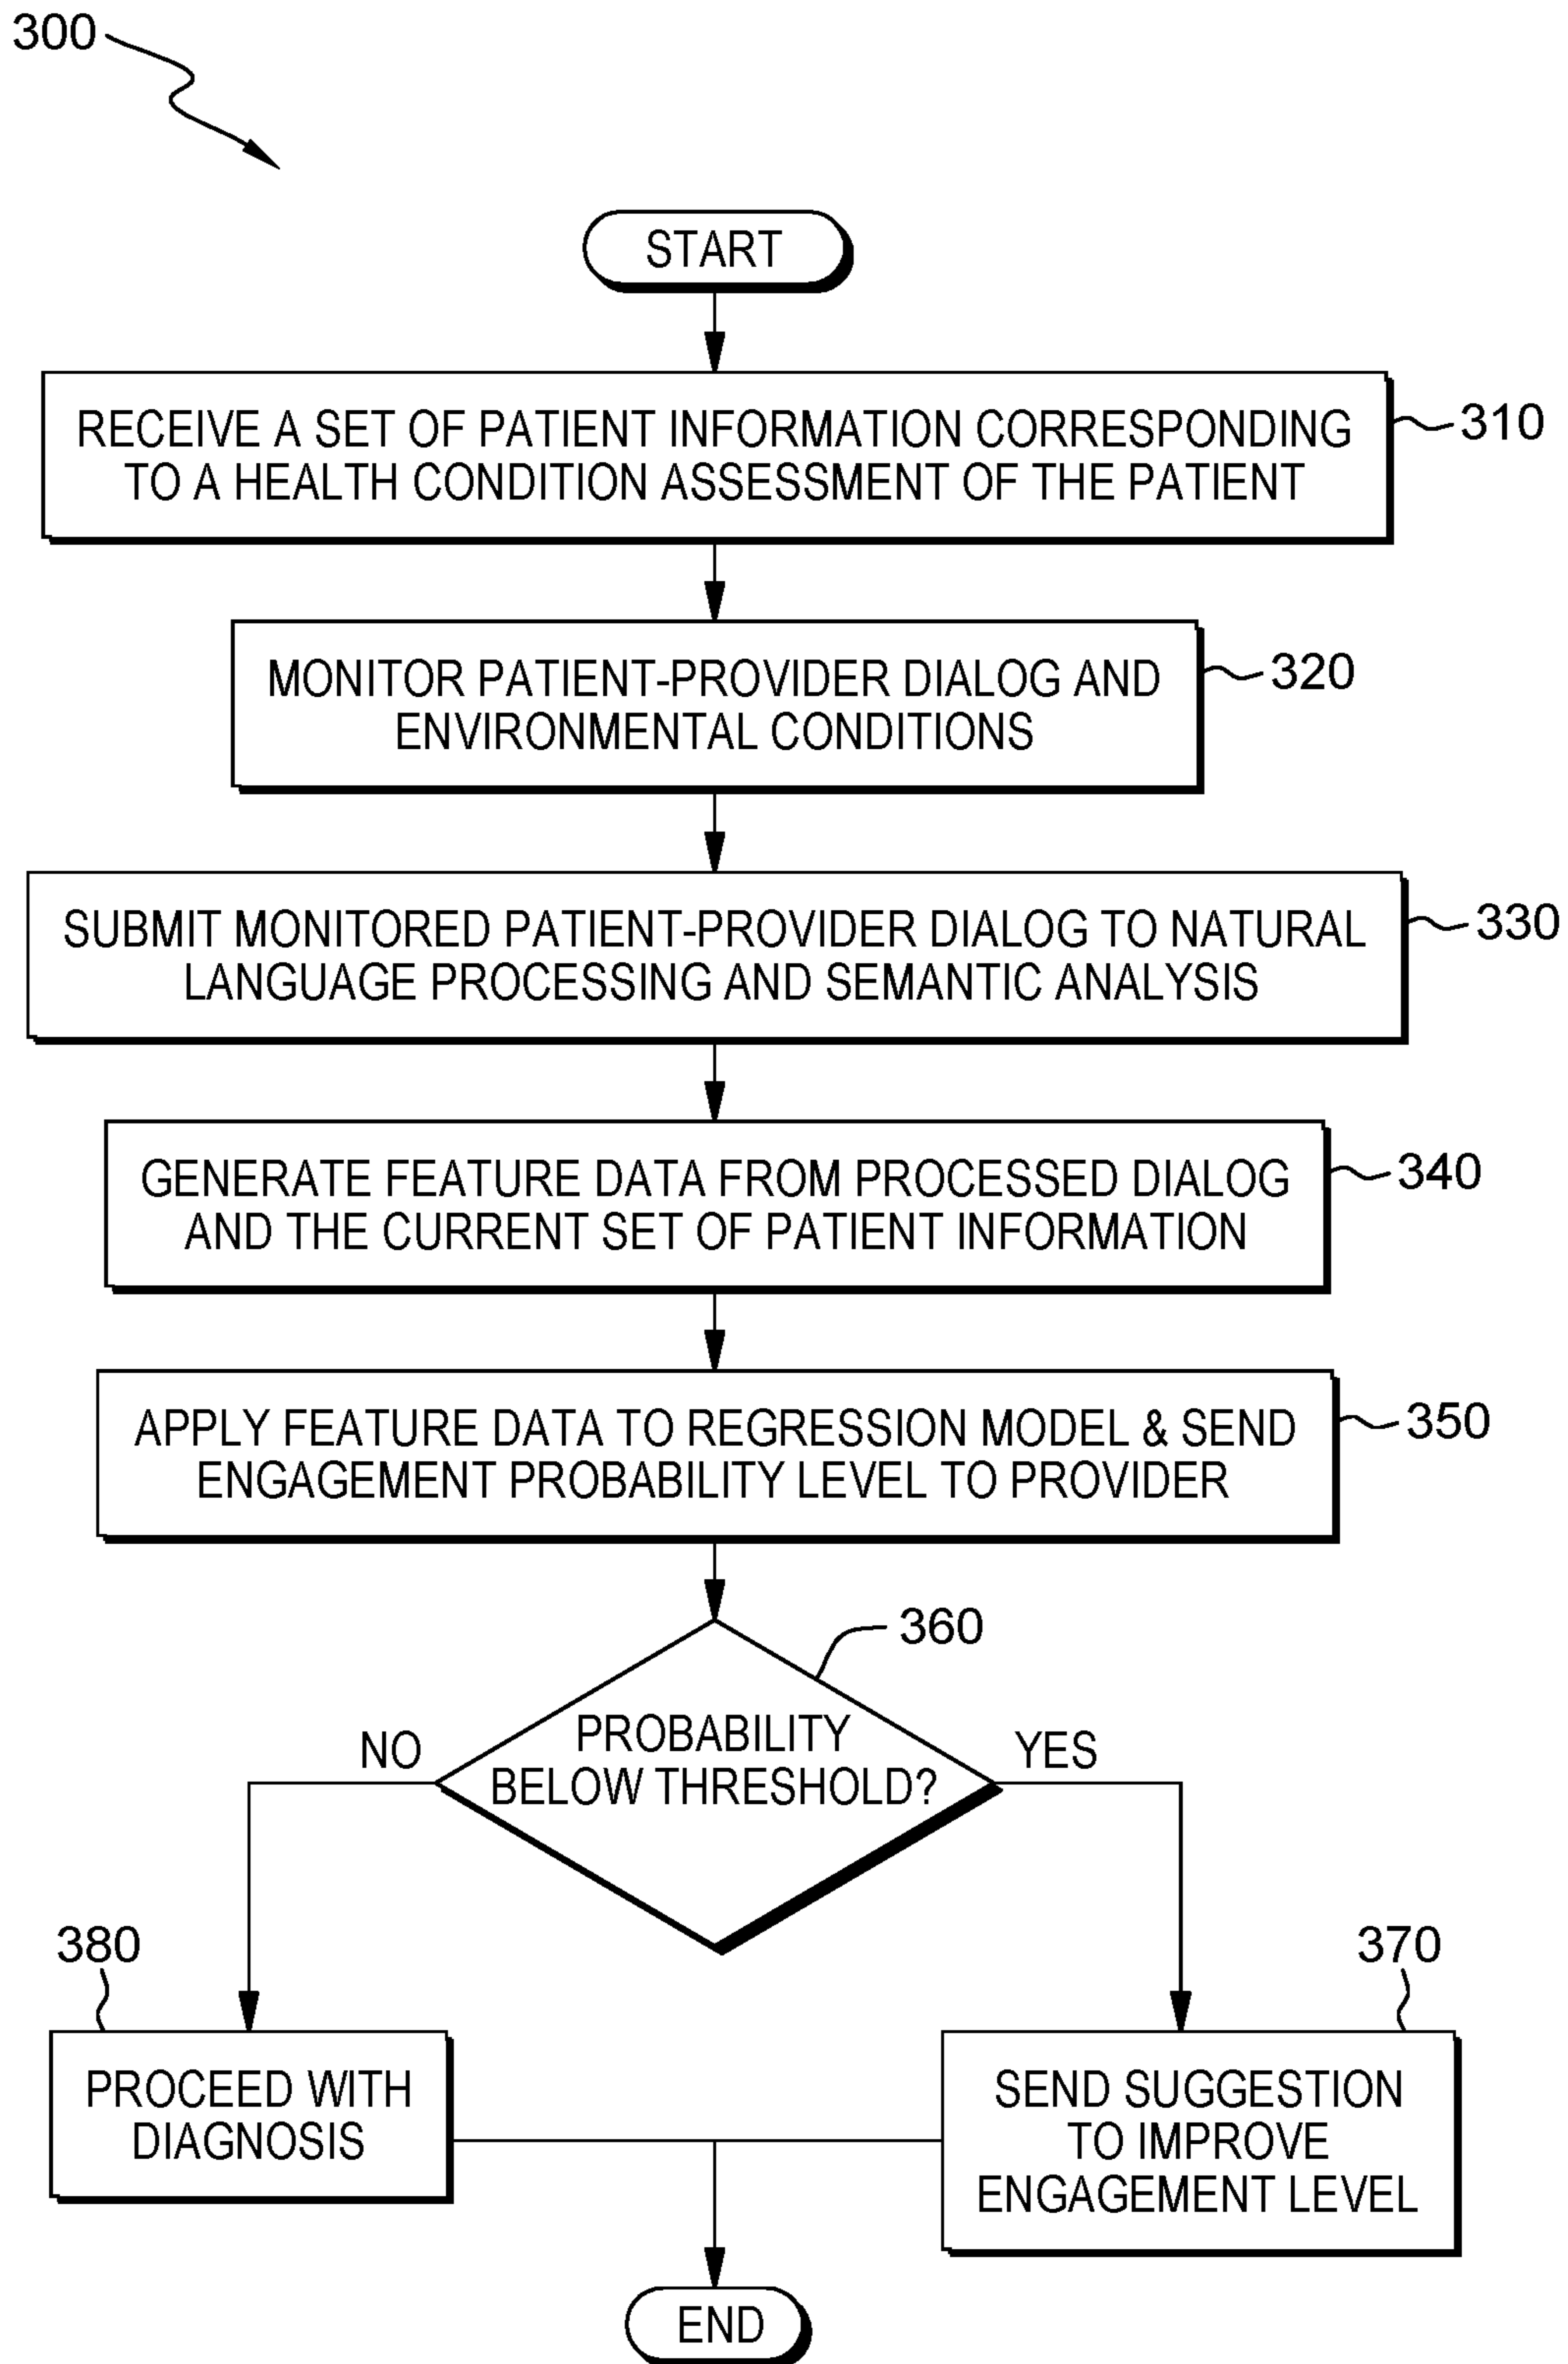 300
START
RECEIVE A SET OF PATIENT INFORMATION CORRESPONDING
TO A HEALTH CONDITION ASSESSMENT OF THE PATIENT
310
MONITOR PATIENT-PROVIDER DIALOG AND
ENVIRONMENTAL CONDITIONS
320
SUBMIT MONITORED PATIENT-PROVIDER DIALOG TO NATURAL
LANGUAGE PROCESSING AND SEMANTIC ANALYSIS
330
GENERATE FEATURE DATA FROM PROCESSED DIALOG
AND THE CURRENT SET OF PATIENT INFORMATION
340
APPLY FEATURE DATA TO REGRESSION MODEL & SEND
ENGAGEMENT PROBABILITY LEVEL TO PROVIDER
350
360
PROBABILITY
BELOW THRESHOLD?
NO
YES
380
PROCEED WITH
DIAGNOSIS
370
SEND SUGGESTION
TO IMPROVE
ENGAGEMENT LEVEL
END